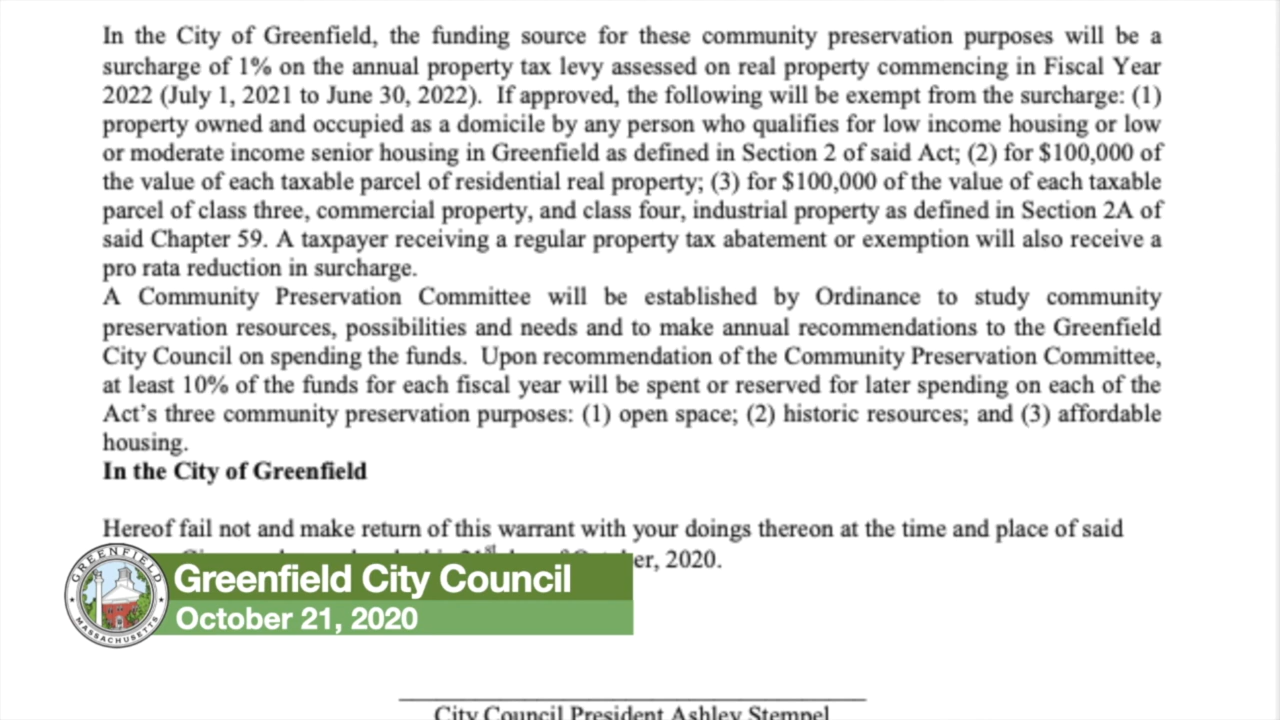 In the City of Greenfield, the funding source for these community preservation purposes will be a
surcharge of 1% on the annual property tax levy assessed on real property commencing in Fiscal Year
2022 (July 1, 2021 to June 30, 2022). If approved, the following will be exempt from the surcharge: (1)
property owned and occupied as a domicile by any person who qualifies for low income housing or low
or moderate income senior housing in Greenfield as defined in Section 2 of said Act; (2) for $100,000 of
the value of each taxable parcel of residential real property; (3) for $100,000 of the value of each taxable
parcel of class three, commercial property, and class four, industrial property as defined in Section 2A of
said Chapter 59. A taxpayer receiving a regular property tax abatement or exemption will also receive a
pro rata reduction in surcharge.
A Community Preservation Committee will be established by Ordinance to study community
preservation resources, possibilities and needs and to make annual recommendations to the Greenfield
City Council on spending the funds. Upon recommendation of the Community Preservation Committee,
at least 10% of the funds for each fiscal year will be spent or reserved for later spending on each of the
Act's three community preservation purposes: (1) open space; (2) historic resources; and (3) affordable
housing.
In the City of Greenfield
Hereof fail not and make return of this warrant with your doings thereon at the time and place of said
er, 2020.
GREENFIELD
MASSACHUSETTS
Greenfield City Council
October 21, 2020
City Council President Ashley Stempel